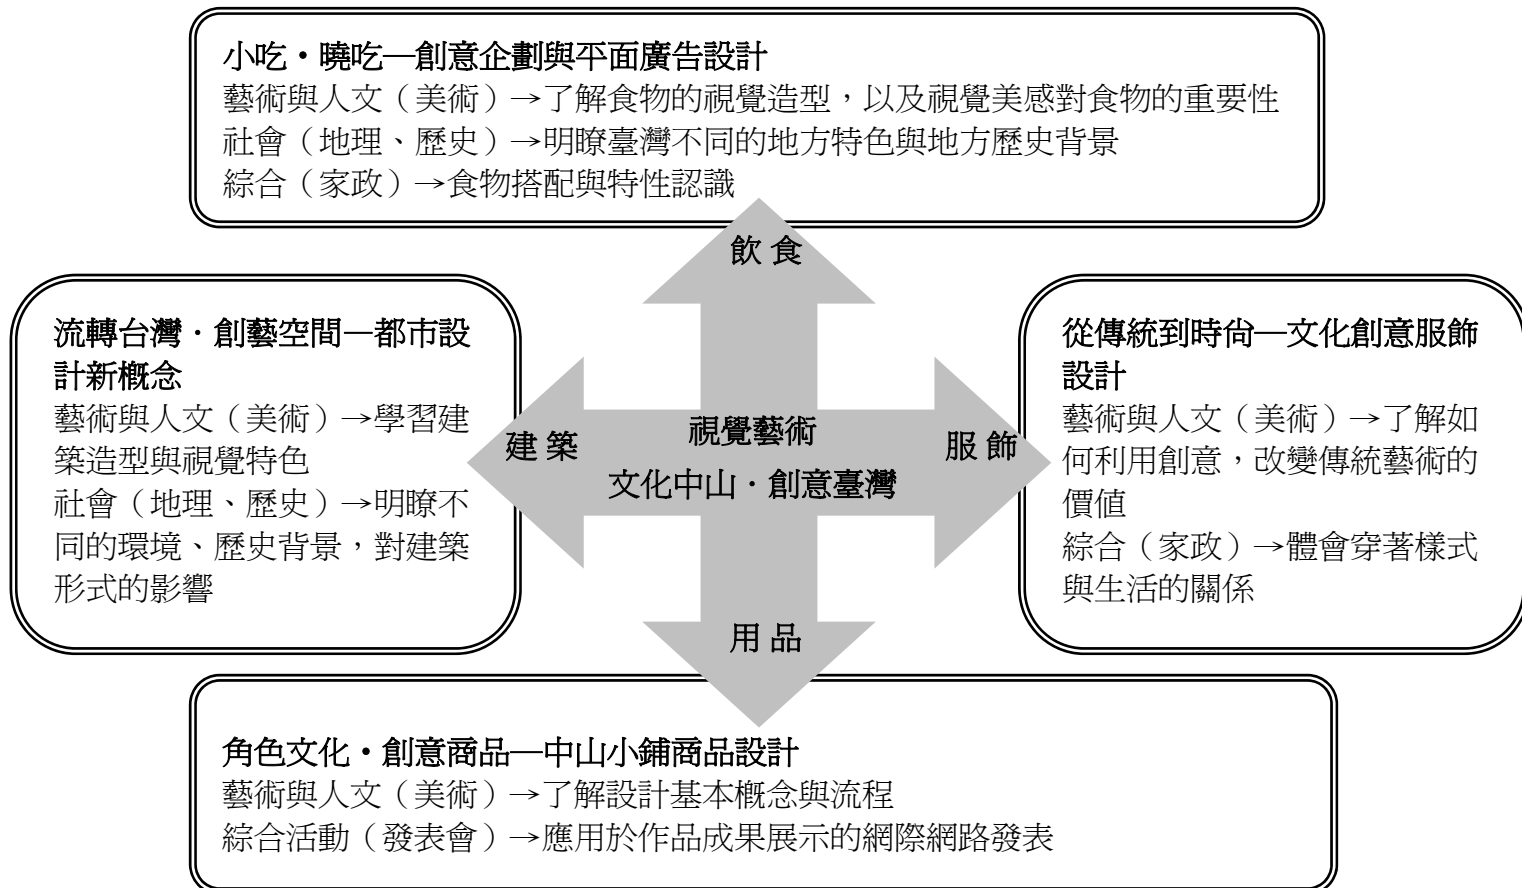 小吃‧曉吃─創意企劃與平面廣告設計
藝術與人文（美術）→了解食物的視覺造型，以及視覺美感對食物的重要性
社會（地理、歷史）→明瞭臺灣不同的地方特色與地方歷史背景
綜合（家政）→食物搭配與特性認識
飲食
流轉台灣‧創藝空間—都市設
計新概念
藝術與人文（美術）→學習建
築造型與視覺特色
社會（地理、歷史）→明瞭不
同的環境、歷史背景，對建築
形式的影響
建築
視覺藝術
文化中山‧創意臺灣
服飾
從傳統到時尚—文化創意服飾
設計
藝術與人文（美術）→了解如
何利用創意，改變傳統藝術的
價值
綜合（家政）→體會穿著樣式
與生活的關係
用品
角色文化‧創意商品─中山小鋪商品設計
藝術與人文（美術）→了解設計基本概念與流程
綜合活動（發表會）→應用於作品成果展示的網際網路發表